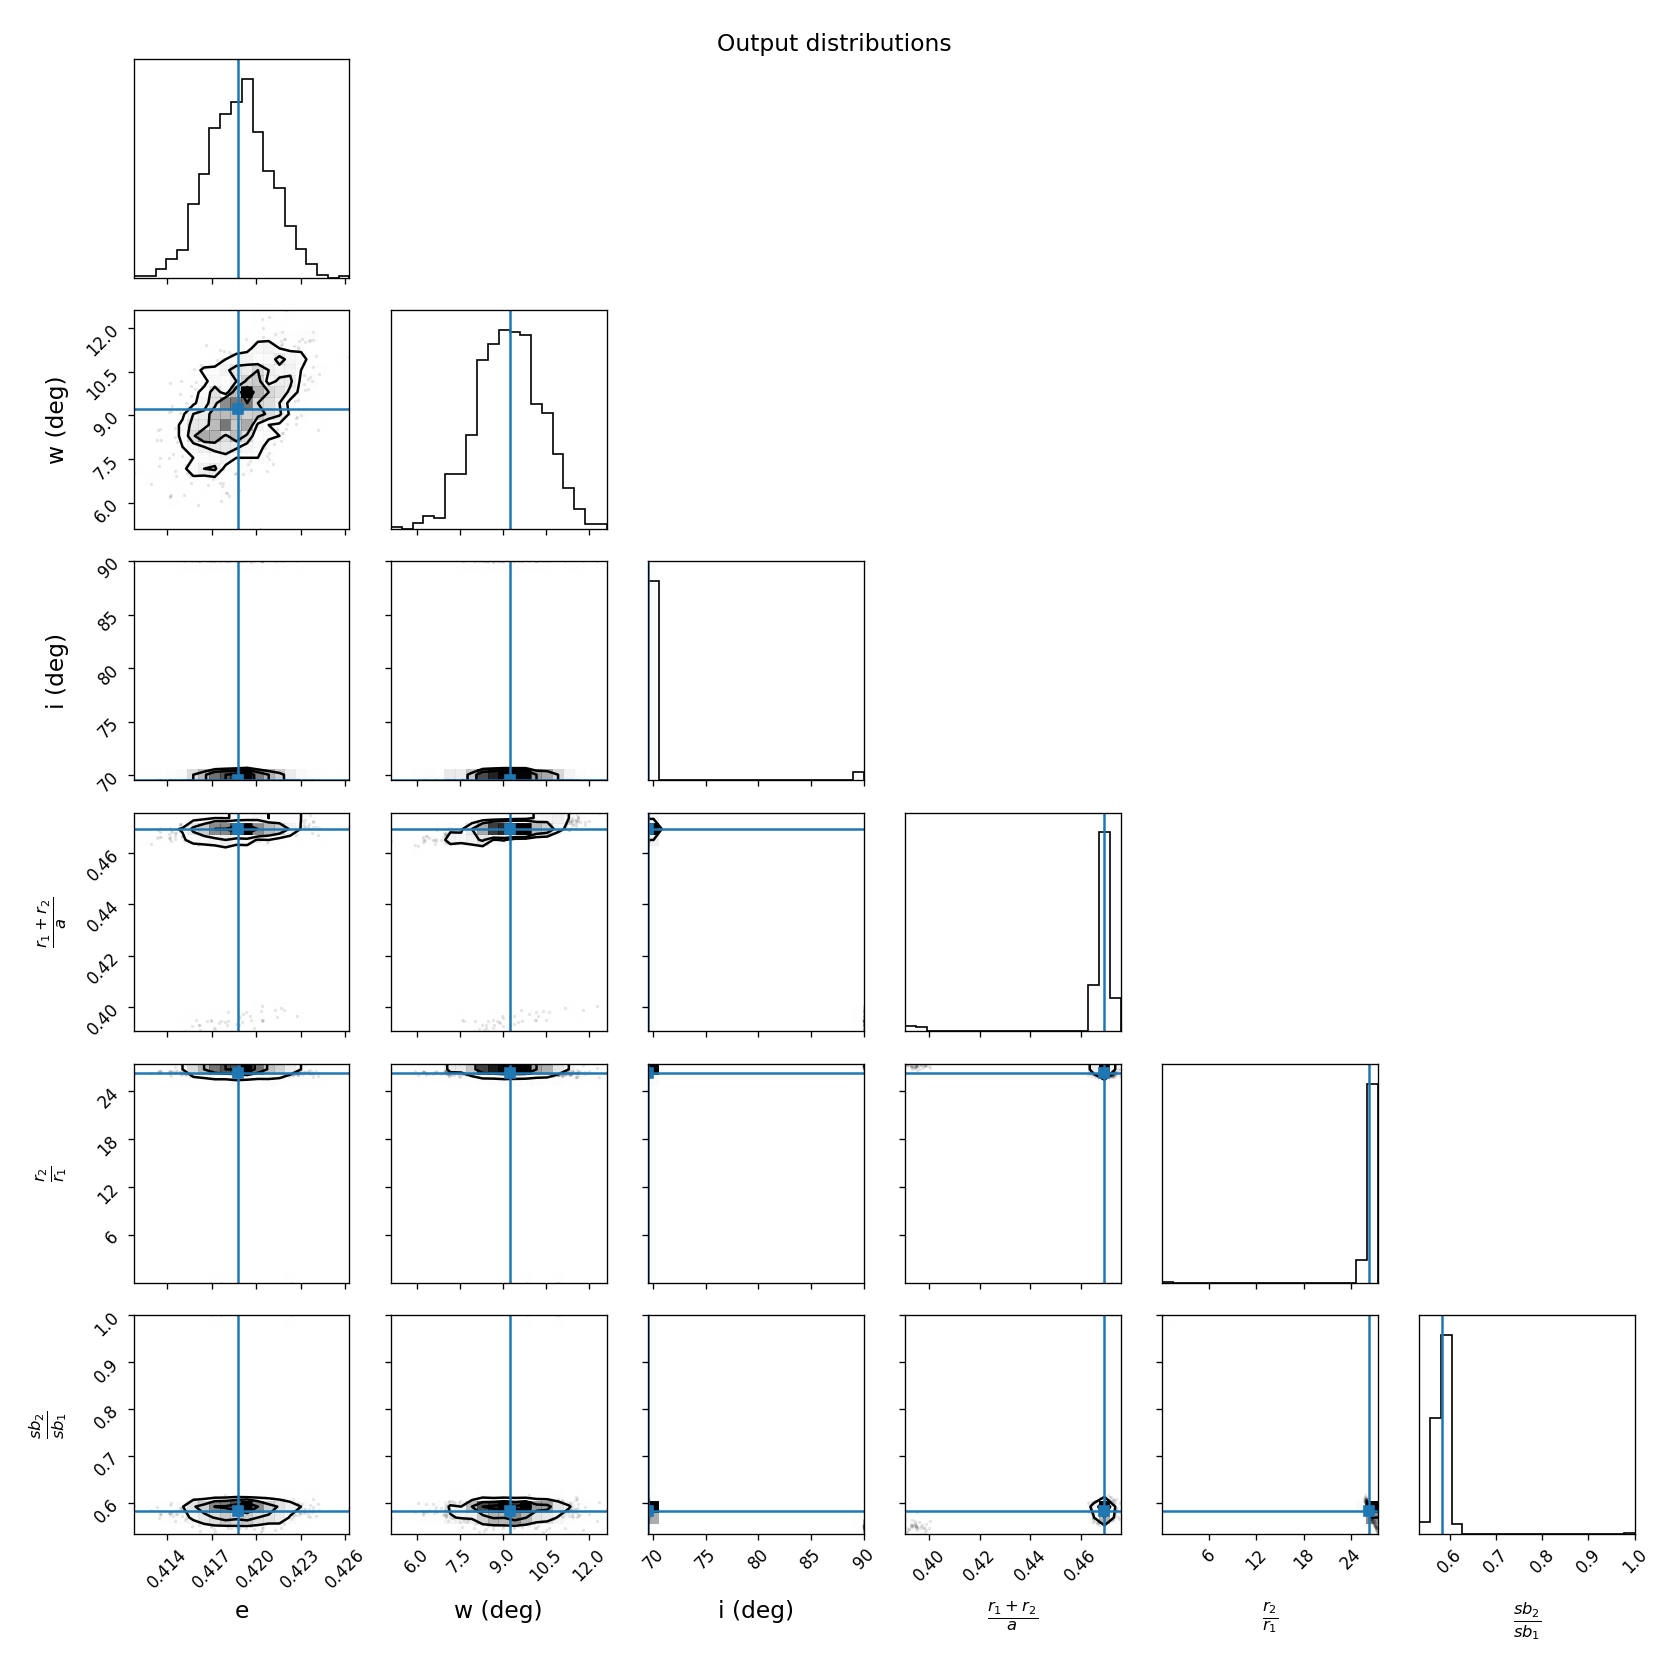 Output distributions
12.0
10.5
9.0
7.5
6.0
w (deg)
90
85
80
75
70
i (deg)
0.46
0.44
0.42
0.40
r₁ + r₂
a
24
18
12
6
r₂
r₁
1.0
0.9
0.8
0.7
0.6
sb₂
sb₁
0.414 0.417 0.420 0.423 0.426 6.0 7.5 9.0 10.5 12.0 70 75 80 85 90 0.40 0.42 0.44 0.46 6 12 18 24 0.6 0.7 0.8 0.9 1.0
e w (deg) i (deg) r₁ + r₂ r₂ sb₂
a r₁ sb₁